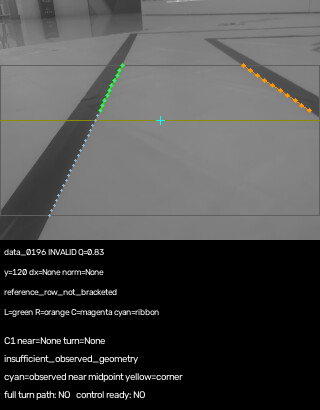 data_0196 INVALID Q=0.83
y=120 dx=None norm=None
reference_row_not_bracketed
L=green R=orange C=magenta cyan=ribbon
C1 near=None turn=None
insufficient_observed_geometry
cyan=observed near midpoint yellow=corner
full turn path: NO control ready: NO